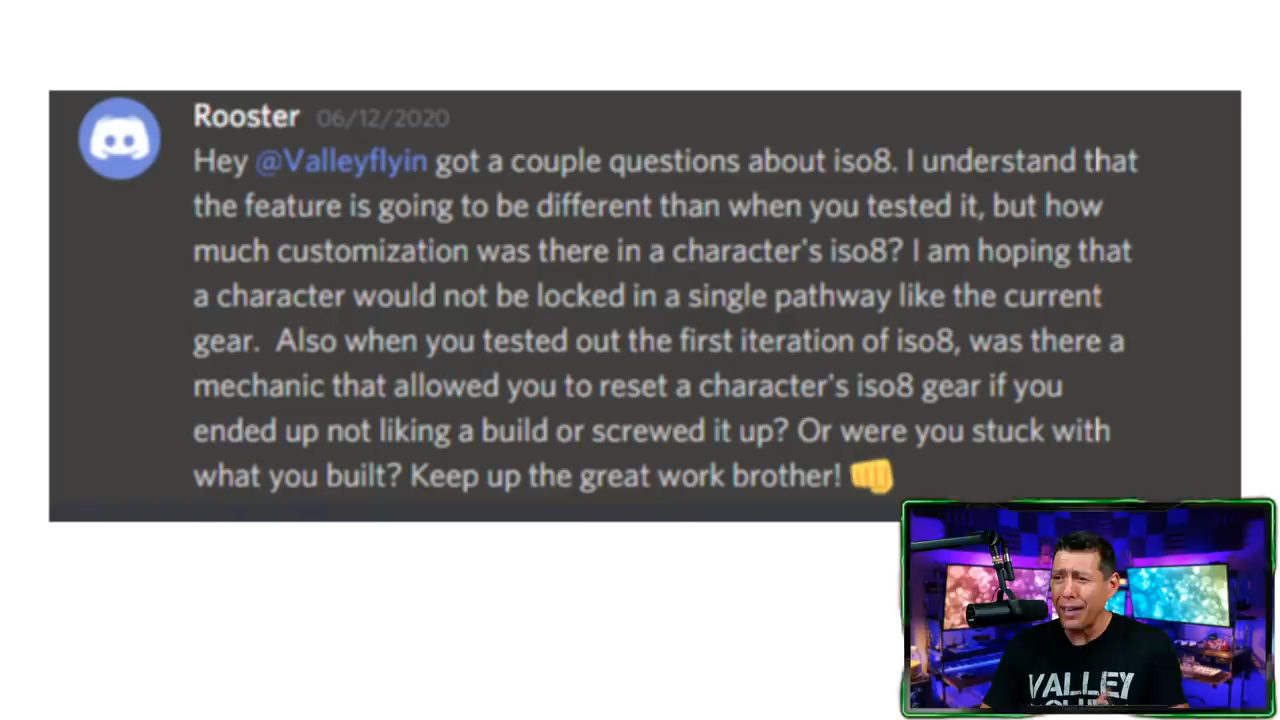 Rooster 06/12/2020
Hey @Valleyflyin got a couple questions about iso8. I understand that
the feature is going to be different than when you tested it, but how
much customization was there in a character's iso8? I am hoping that
a character would not be locked in a single pathway like the current
gear.  Also when you tested out the first iteration of iso8, was there a
mechanic that allowed you to reset a character's iso8 gear if you
ended up not liking a build or screwed it up? Or were you stuck with
what you built? Keep up the great work brother! 👊
VALLEY